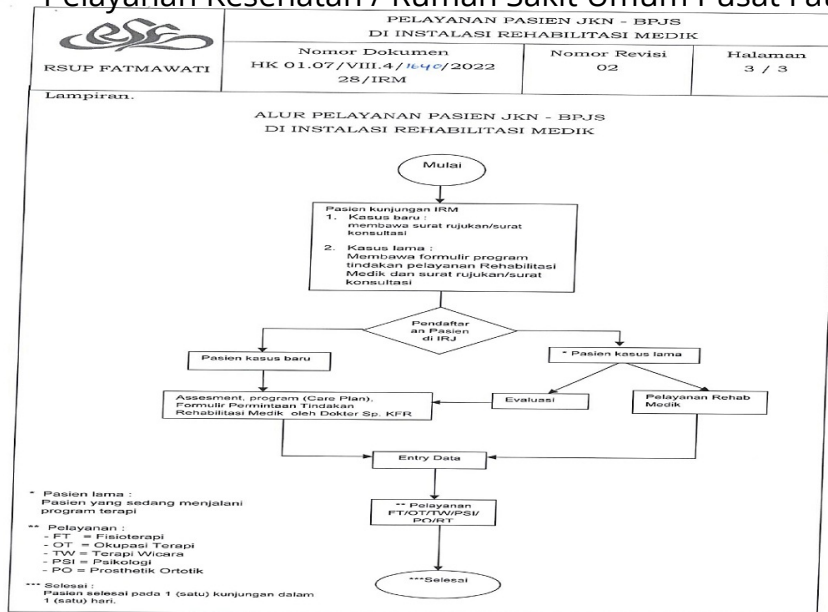 Pelayanan Kesehatan / Rumah Sakit Umum Pusat
RSUP FATMAWATI
PELAYANAN PASIEN JKN - BPJS
DI INSTALASI REHABILITASI MEDIK
Nomor Dokumen
HK 01.07/VIII.4/1640/2022
28/IRM
Nomor Revisi
02
Halaman
3 / 3
Lampiran.
ALUR PELAYANAN PASIEN JKN - BPJS
DI INSTALASI REHABILITASI MEDIK
Mulai
Pasien kunjungan IRM
1. Kasus baru :
membawa surat rujukan/surat
konsultasi
2. Kasus lama :
Membawa formulir program
tindakan pelayanan Rehabilitasi
Medik dan surat rujukan/surat
konsultasi
Pendaftar
an Pasien
di IRJ
Pasien kasus baru
* Pasien kasus lama
Assesment, program (Care Plan),
Formulir Permintaan Tindakan
Rehabilitasi Medik oleh Dokter Sp. KFR
Evaluasi
Pelayanan Rehab
Medik
Entry Data
** Pelayanan
FT/OT/TW/PSI/
PO/RT
***Selesai
* Pasien lama :
Pasien yang sedang menjalani
program terapi
** Pelayanan :
- FT = Fisioterapi
- OT = Okupasi Terapi
- TW = Terapi Wicara
- PSI = Psikologi
- PO = Prosthetik Ortotik
*** Selesai :
Pasien selesai pada 1 (satu) kunjungan dalam
1 (satu) hari.